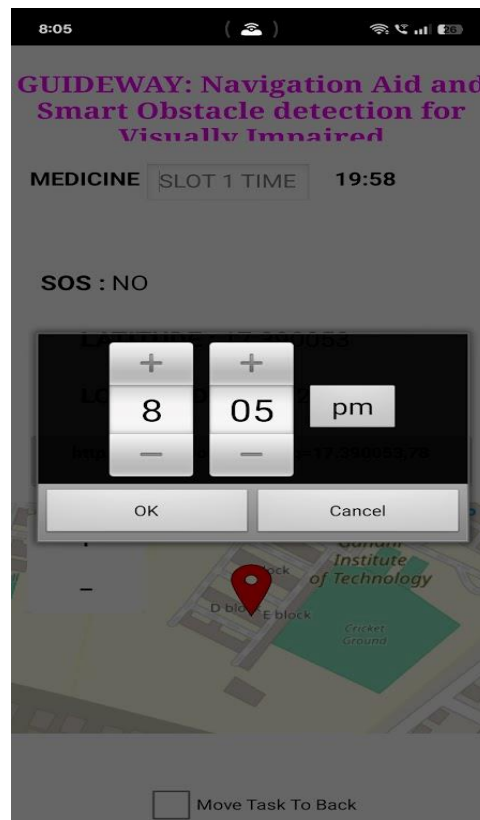 8:05
26
GUIDEWAY: Navigation Aid and
Smart Obstacle detection for
Visually Impaired
MEDICINE SLOT 1 TIME 19:58
SOS : NO
+ +
8 05 pm
− −
OK Cancel
Institute
of Technology
D block
E block
Cricket
Ground
−
Move Task To Back